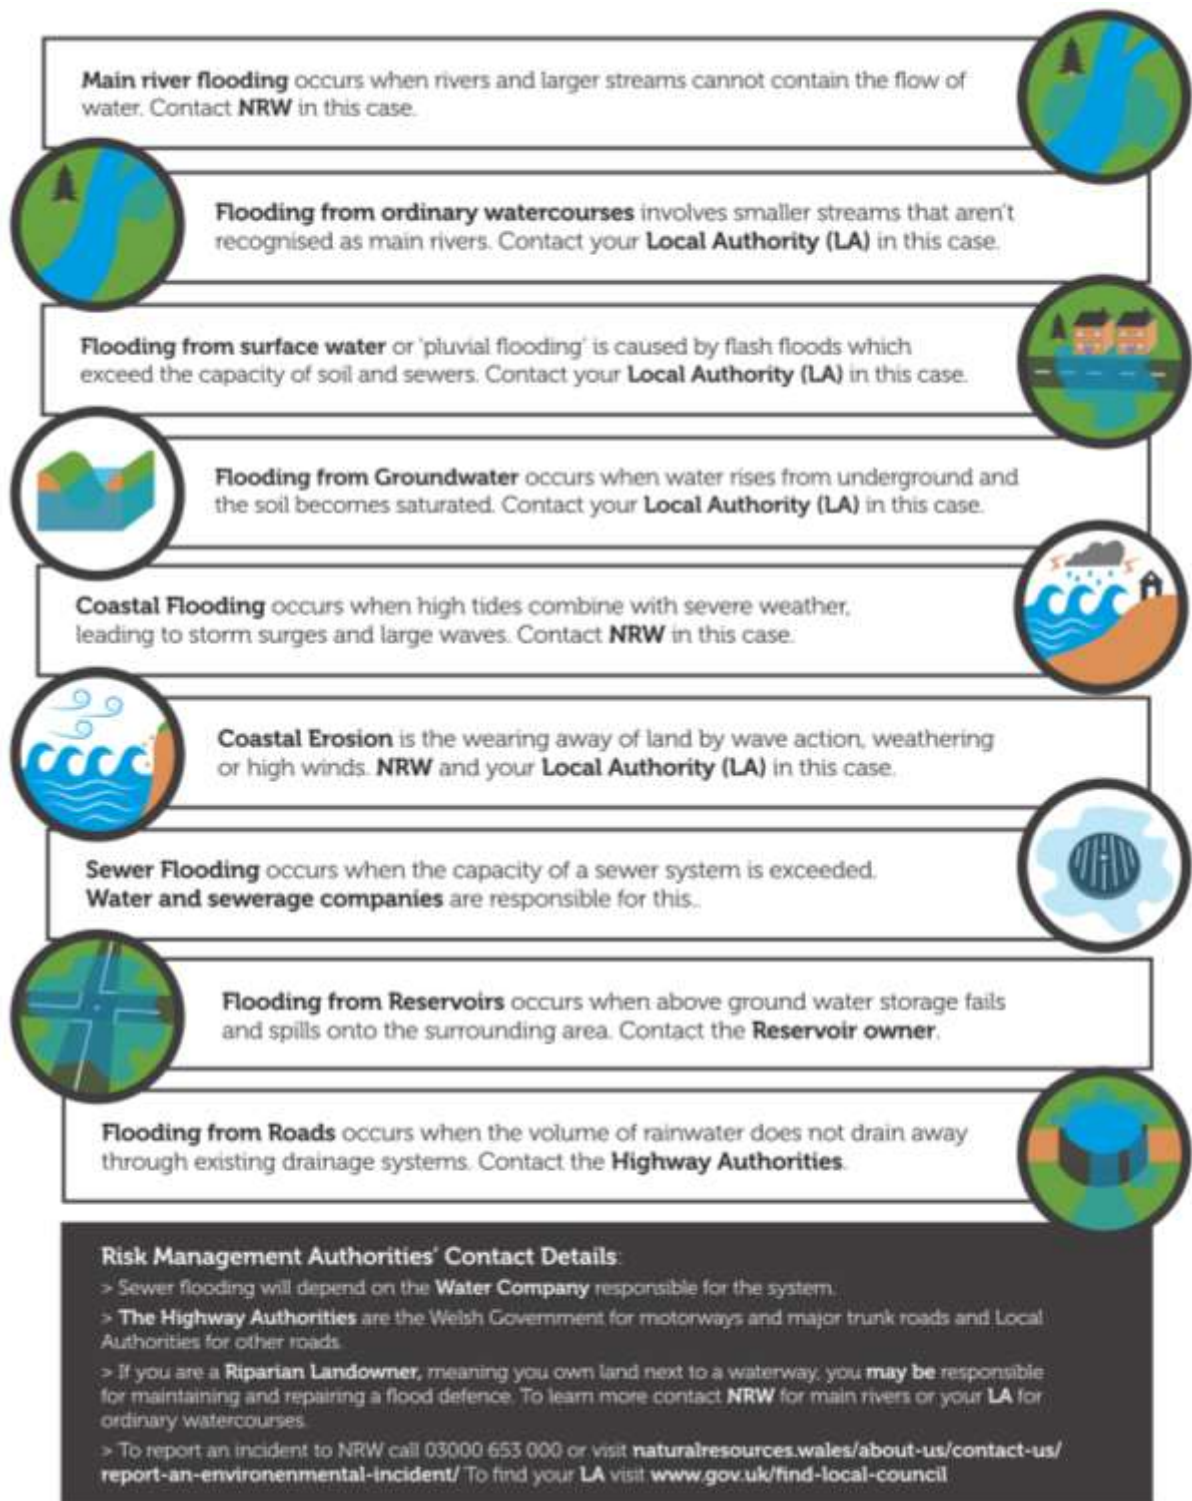 Main river flooding occurs when rivers and larger streams cannot contain the flow of
water. Contact NRW in this case.
Flooding from ordinary watercourses involves smaller streams that aren't
recognised as main rivers. Contact your Local Authority (LA) in this case.
Flooding from surface water or 'pluvial flooding' is caused by flash floods which
exceed the capacity of soil and sewers. Contact your Local Authority (LA) in this case.
Flooding from Groundwater occurs when water rises from underground and
the soil becomes saturated. Contact your Local Authority (LA) in this case.
Coastal Flooding occurs when high tides combine with severe weather,
leading to storm surges and large waves. Contact NRW in this case.
Coastal Erosion is the wearing away of land by wave action, weathering
or high winds. NRW and your Local Authority (LA) in this case.
Sewer Flooding occurs when the capacity of a sewer system is exceeded.
Water and sewerage companies are responsible for this..
Flooding from Reservoirs occurs when above ground water storage fails
and spills onto the surrounding area. Contact the Reservoir owner.
Flooding from Roads occurs when the volume of rainwater does not drain away
through existing drainage systems. Contact the Highway Authorities.
Risk Management Authorities' Contact Details:
> Sewer flooding will depend on the Water Company responsible for the system.
> The Highway Authorities are the Welsh Government for motorways and major trunk roads and Local
Authorities for other roads.
> If you are a Riparian Landowner, meaning you own land next to a waterway, you may be responsible
for maintaining and repairing a flood defence. To learn more contact NRW for main rivers or your LA for
ordinary watercourses.
> To report an incident to NRW call 03000 653 000 or visit naturalresources.wales/about-us/contact-us/
report-an-environenmental-incident/ To find your LA visit www.gov.uk/find-local-council